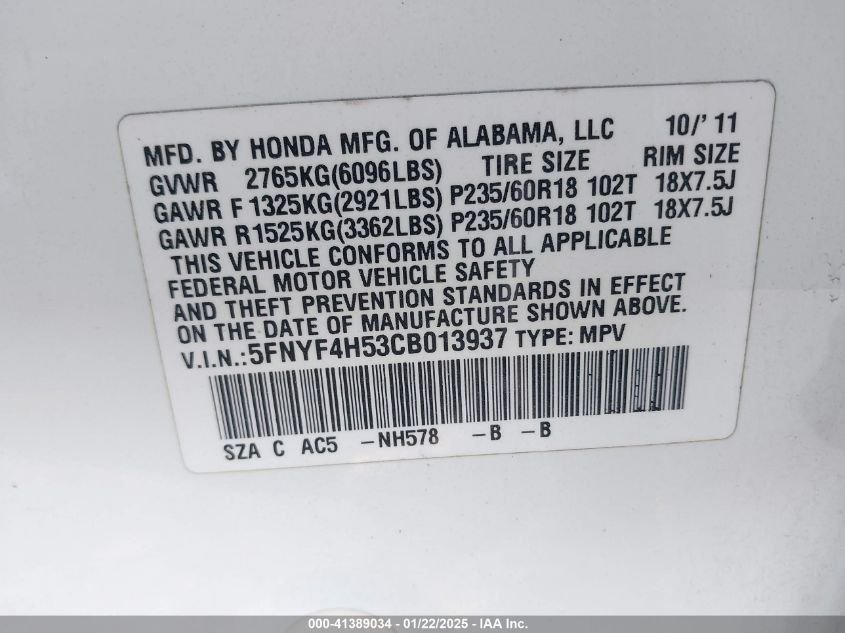 MFD. BY HONDA MFG. OF ALABAMA, LLC 10/' 11
GVWR 2765KG(6096LBS) TIRE SIZE RIM SIZE
GAWR F 1325KG(2921LBS) P235/60R18 102T 18X7.5J
GAWR R1525KG(3362LBS) P235/60R18 102T 18X7.5J
THIS VEHICLE CONFORMS TO ALL APPLICABLE
FEDERAL MOTOR VEHICLE SAFETY
AND THEFT PREVENTION STANDARDS IN EFFECT
ON THE DATE OF MANUFACTURE SHOWN ABOVE.
V.I.N.:5FNYF4H53CB013937 TYPE: MPV
SZA C AC5 -NH578 -B -B
000-41389034 - 01/22/2025 - IAA Inc.